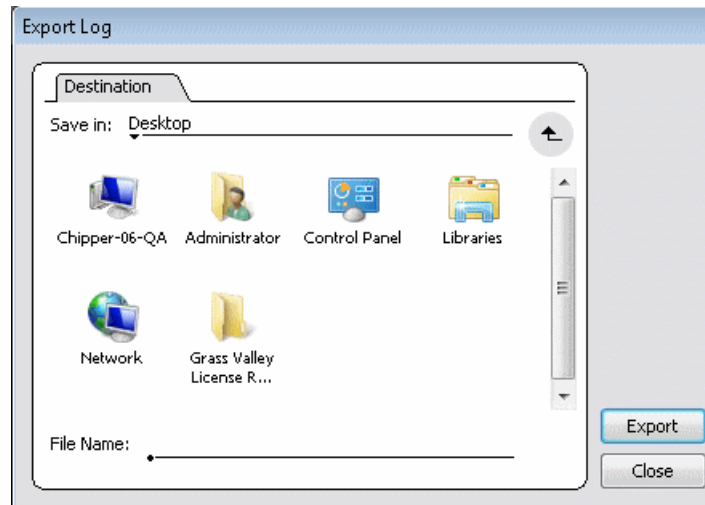 Export Log
Destination
Save in: Desktop
Chipper-06-QA Administrator Control Panel Libraries
Network Grass Valley
License R...
File Name:
Export
Close